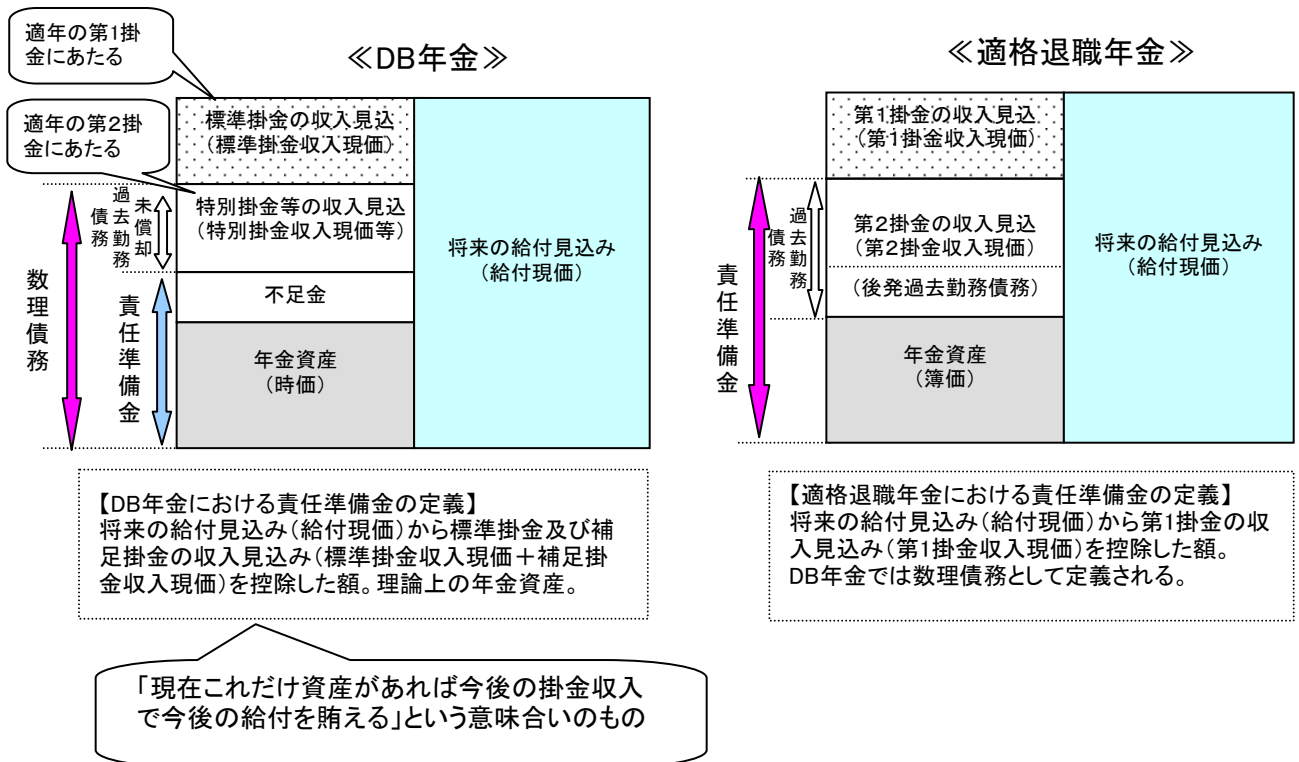 適年の第1掛
金にあたる
≪DB年金≫
適年の第2掛
金にあたる
標準掛金の収入見込
(標準掛金収入現価)
特別掛金等の収入見込
(特別掛金収入現価等)
不足金
年金資産
(時価)
将来の給付見込み
(給付現価)
未償却
過去勤務
債務
数理債務
責任準備金
【DB年金における責任準備金の定義】
将来の給付見込み(給付現価)から標準掛金及び補
足掛金の収入見込み(標準掛金収入現価+補足掛
金収入現価)を控除した額。理論上の年金資産。
「現在これだけ資産があれば今後の掛金収入
で今後の給付を賄える」という意味合いのもの
≪適格退職年金≫
第1掛金の収入見込
(第1掛金収入現価)
第2掛金の収入見込
(第2掛金収入現価)
(後発過去勤務債務)
年金資産
(簿価)
将来の給付見込み
(給付現価)
過去勤務
債務
責任準備金
【適格退職年金における責任準備金の定義】
将来の給付見込み(給付現価)から第1掛金の収
入見込み(第1掛金収入現価)を控除した額。
DB年金では数理債務として定義される。